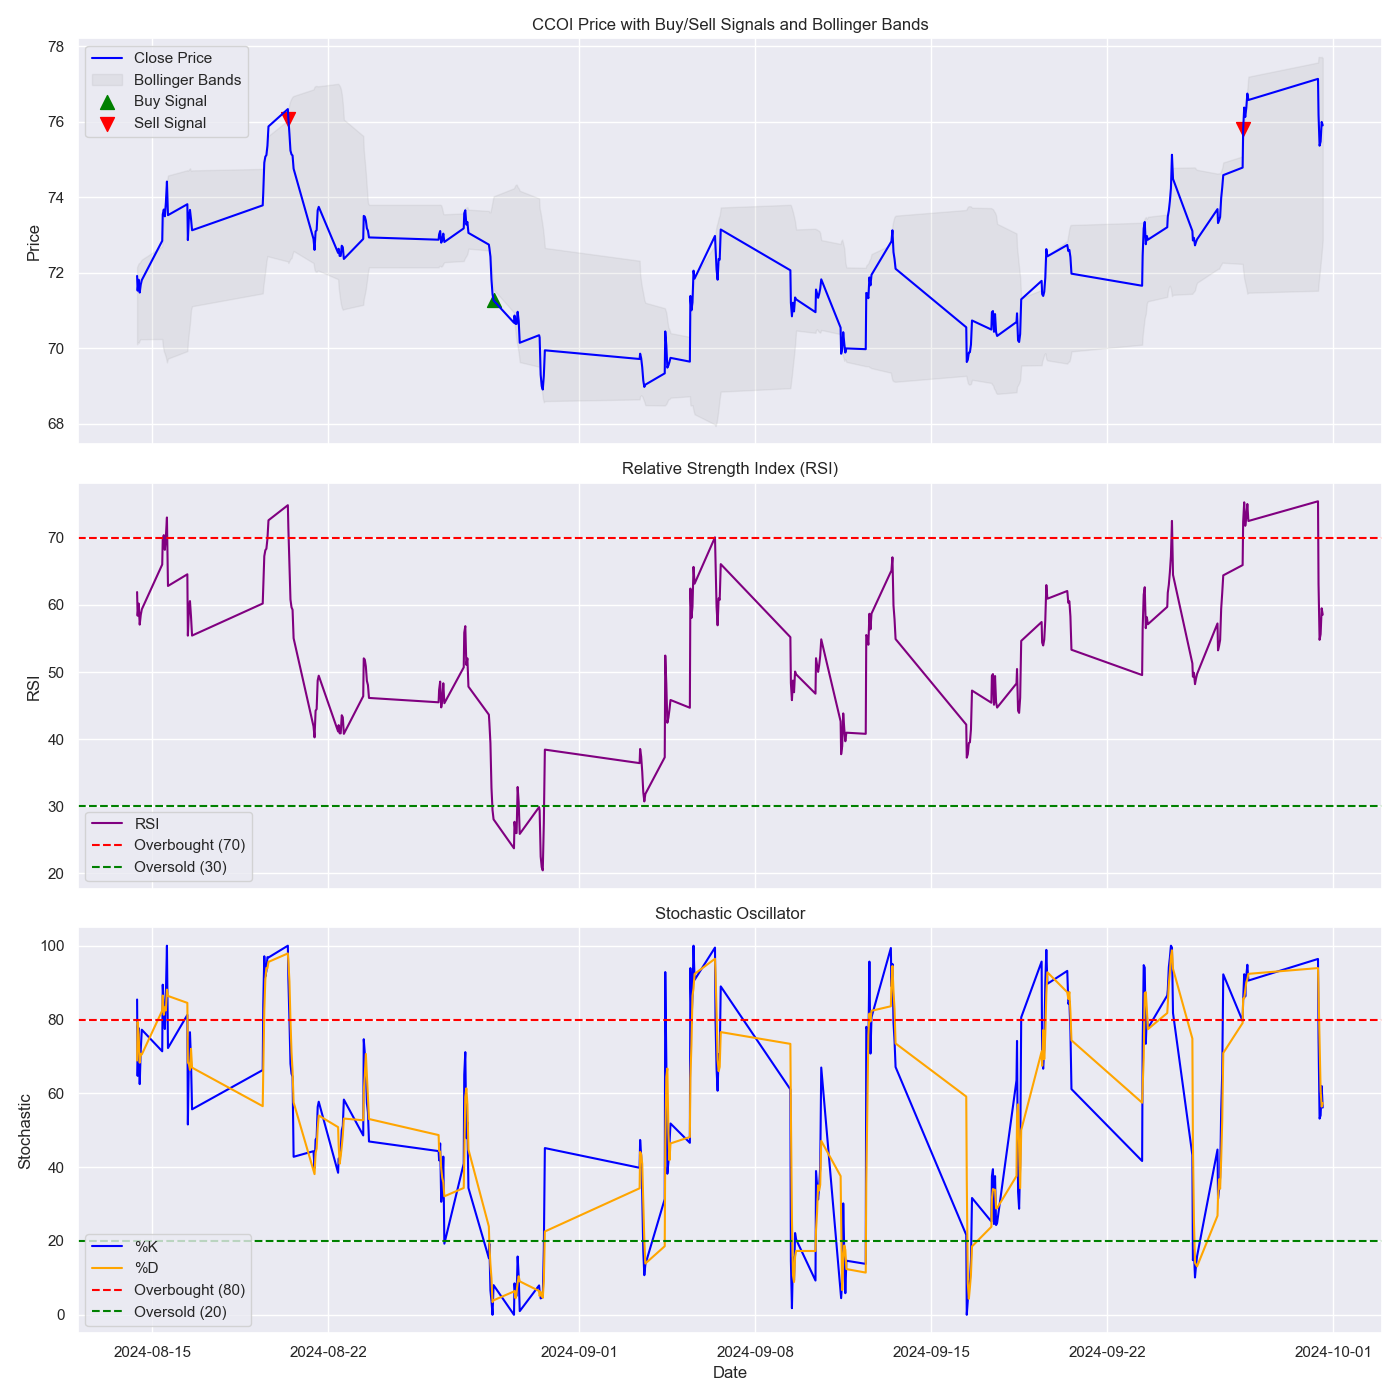 CCOI Price with Buy/Sell Signals and Bollinger Bands
78
76
74
72
70
68
Price
Close Price
Bollinger Bands
Buy Signal
Sell Signal
Relative Strength Index (RSI)
70
60
50
40
30
20
RSI
RSI
Overbought (70)
Oversold (30)
Stochastic Oscillator
100
80
60
40
20
0
Stochastic
%K
%D
Overbought (80)
Oversold (20)
2024-08-15
2024-08-22
2024-09-01
2024-09-08
2024-09-15
2024-09-22
2024-10-01
Date